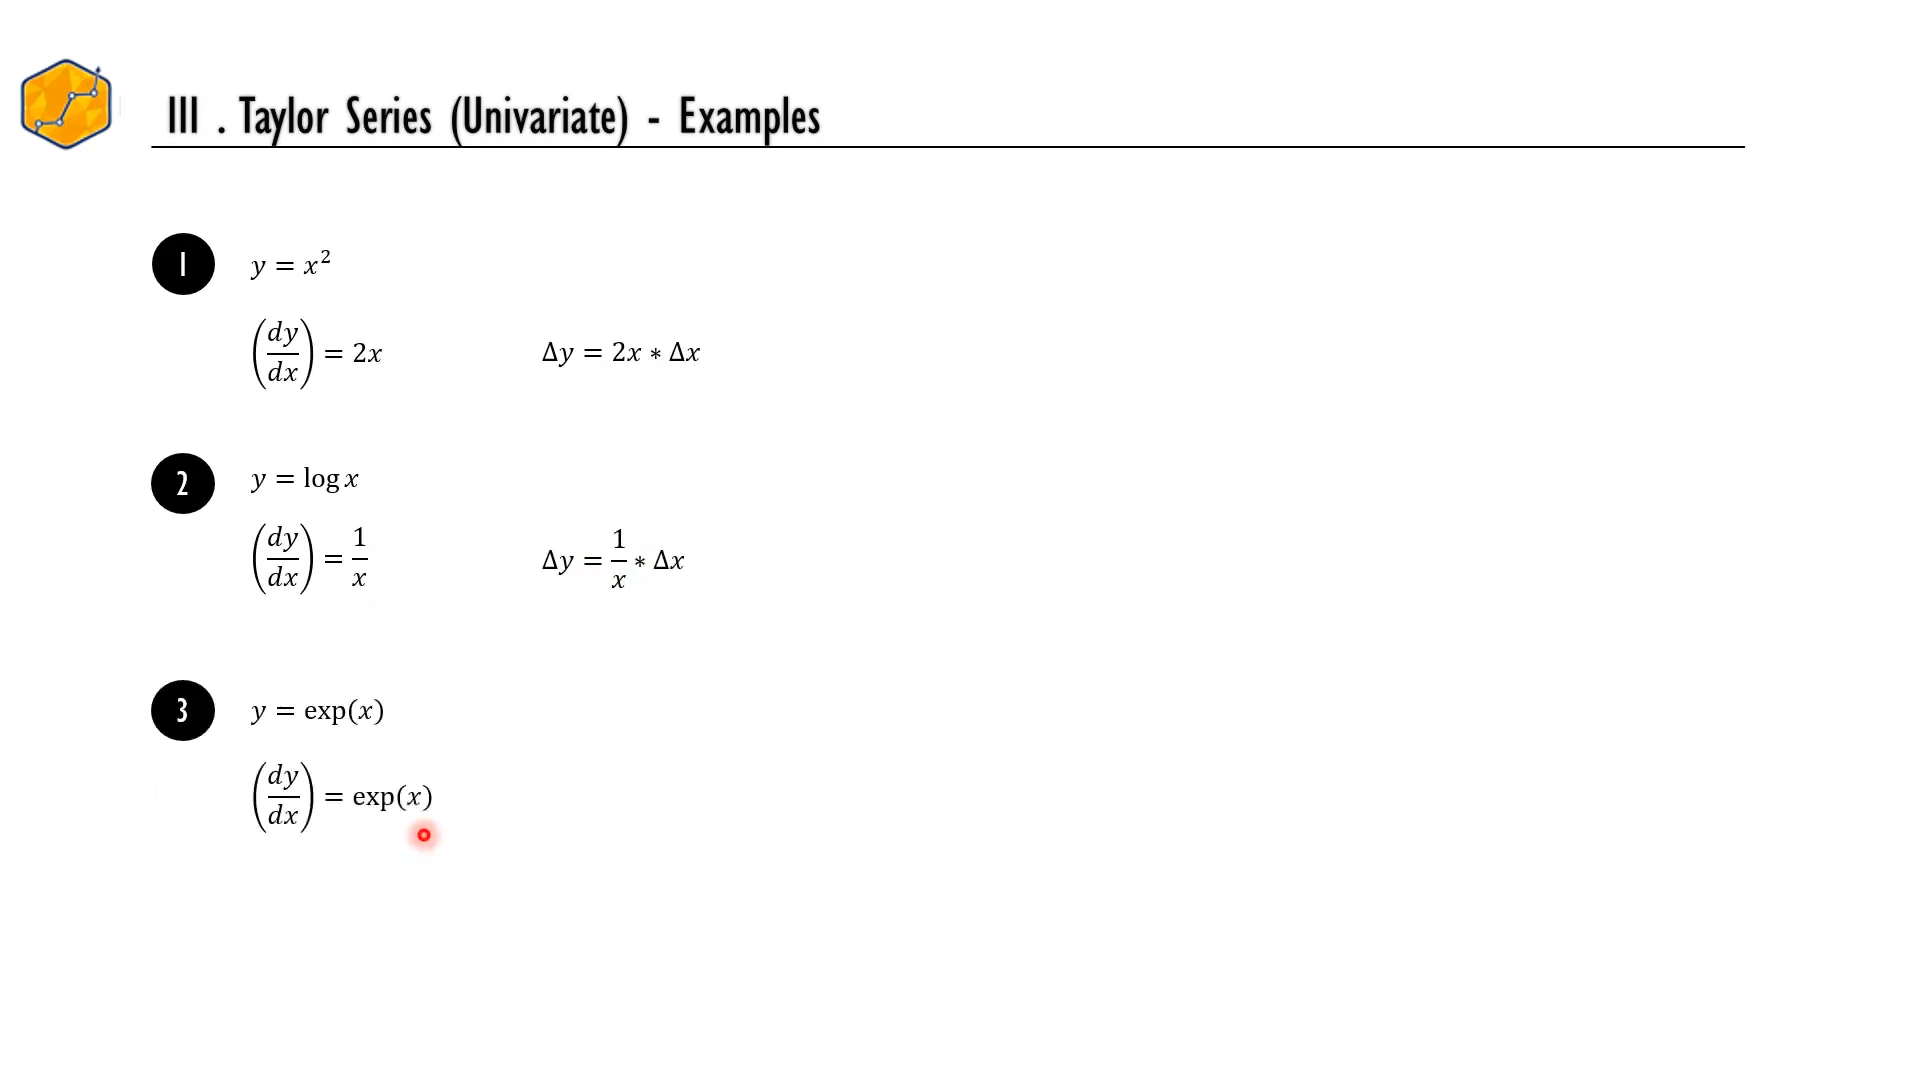 III . Taylor Series (Univariate) - Examples
1
y = x²
(dy/dx) = 2x
Δy = 2x ∗ Δx
2
y = log x
(dy/dx) = 1/x
Δy = 1/x ∗ Δx
3
y = exp(x)
(dy/dx) = exp(x)